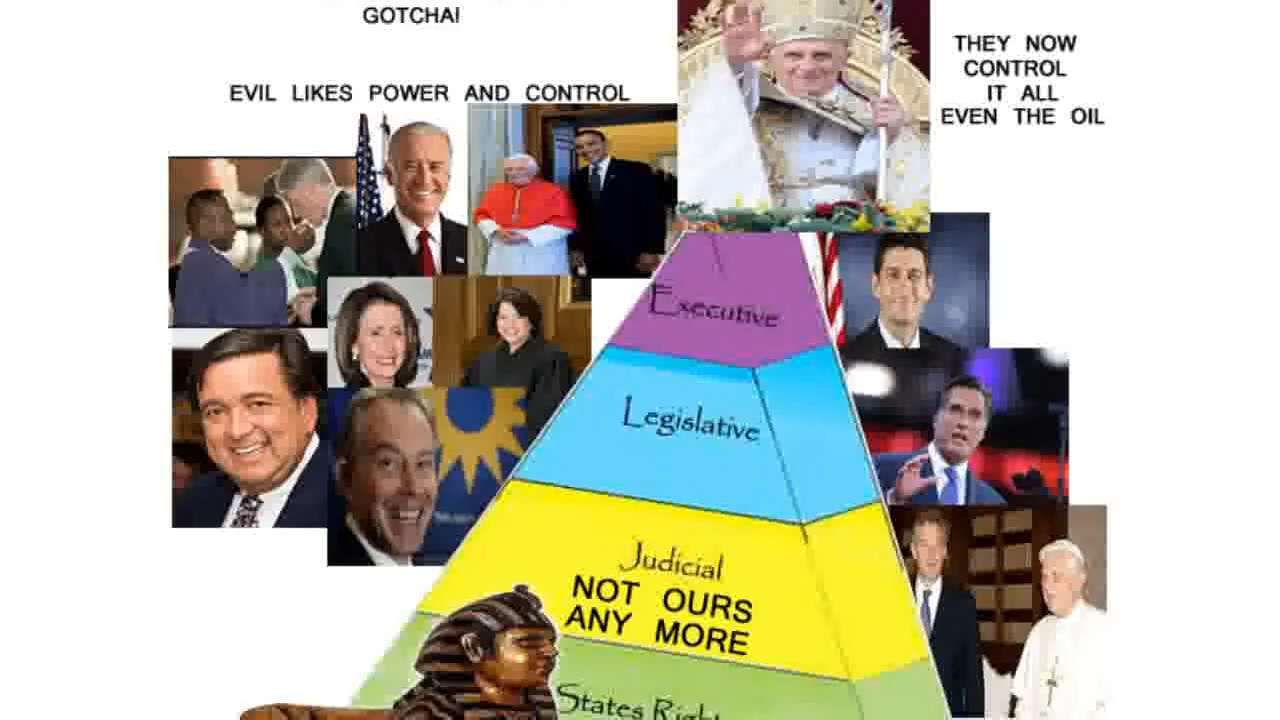 GOTCHA!
THEY NOW
CONTROL
IT ALL
EVEN THE OIL
EVIL LIKES POWER AND CONTROL
Executive
Legislative
Judicial
NOT OURS
ANY MORE
States Right